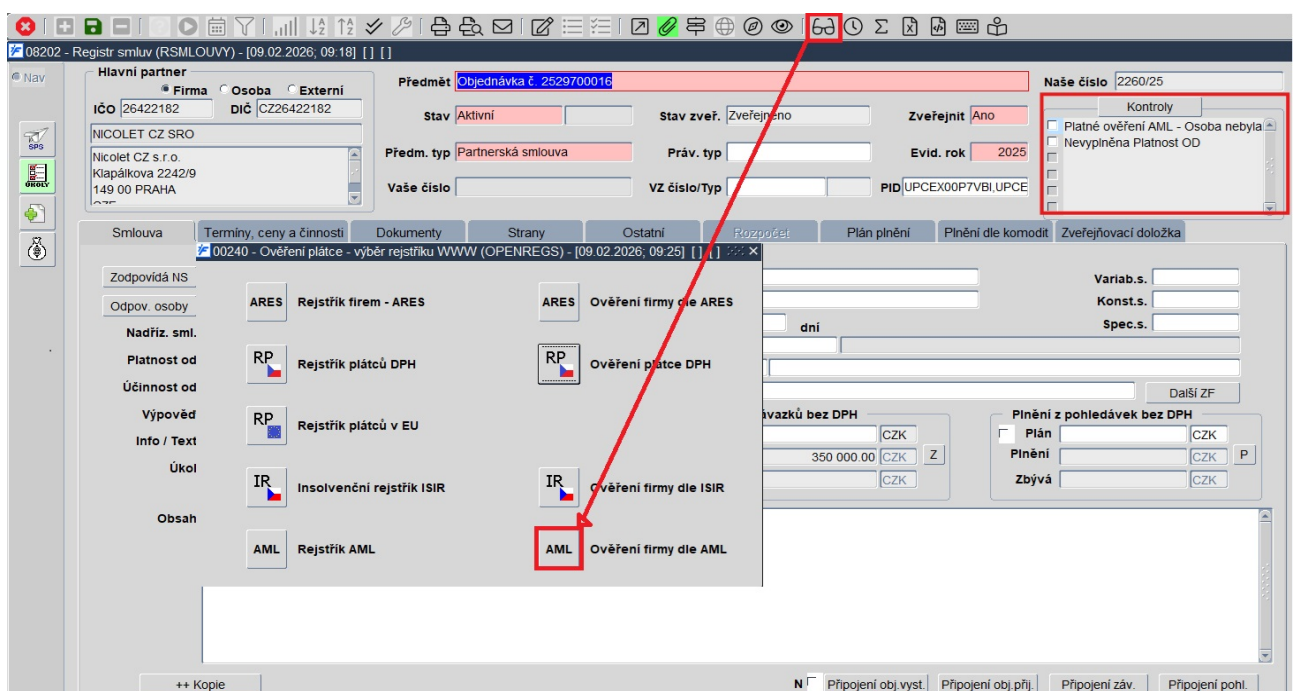 08202 - Registr smluv (RSMLOUVY) - [09.02.2026; 09:18] [ ] [ ]
Nav
SPS
ÚKOLY
Hlavní partner
Firma Osoba Externí
IČO 26422182 DIČ CZ26422182
NICOLET CZ SRO
Nicolet CZ s.r.o.
Klapálkova 2242/9
149 00 PRAHA
Předmět Objednávka č. 2529700016
Naše číslo 2260/25
Stav Aktivní Stav zveř. Zveřejněno Zveřejnit Ano
Předm. typ Partnerská smlouva Práv. typ Evid. rok 2025
Vaše číslo VZ číslo/Typ PID UPCEX00P7VBI,UPCE
Kontroly
Platné ověření AML - Osoba nebyla
Nevyplněna Platnost OD
Smlouva Termíny, ceny a činnosti Dokumenty Strany Ostatní Rozpočet Plán plnění Plnění dle komodit Zveřejňovací doložka
00240 - Ověření plátce - výběr rejstříku WWW (OPENREGS) - [09.02.2026; 09:25] [ ] [ ]
ARES Rejstřík firem - ARES ARES Ověření firmy dle ARES
RP Rejstřík plátců DPH RP Ověření plátce DPH
RP Rejstřík plátců v EU
IR Insolvenční rejstřík ISIR IR Ověření firmy dle ISIR
AML Rejstřík AML AML Ověření firmy dle AML
Zodpovídá NS
Odpov. osoby
Nadříz. sml.
Platnost od
Účinnost od
Výpověď
Info / Text
Úkol
Obsah
dní
Variab.s.
Konst.s.
Spec.s.
Další ZF
bez DPH
350 000.00 CZK Z
CZK
CZK
Plnění z pohledávek bez DPH
Plán CZK
Plnění CZK P
Zbývá CZK
++ Kopie
N Připojení obj.vyst. Připojení obj.přij. Připojení záv. Připojení pohl.